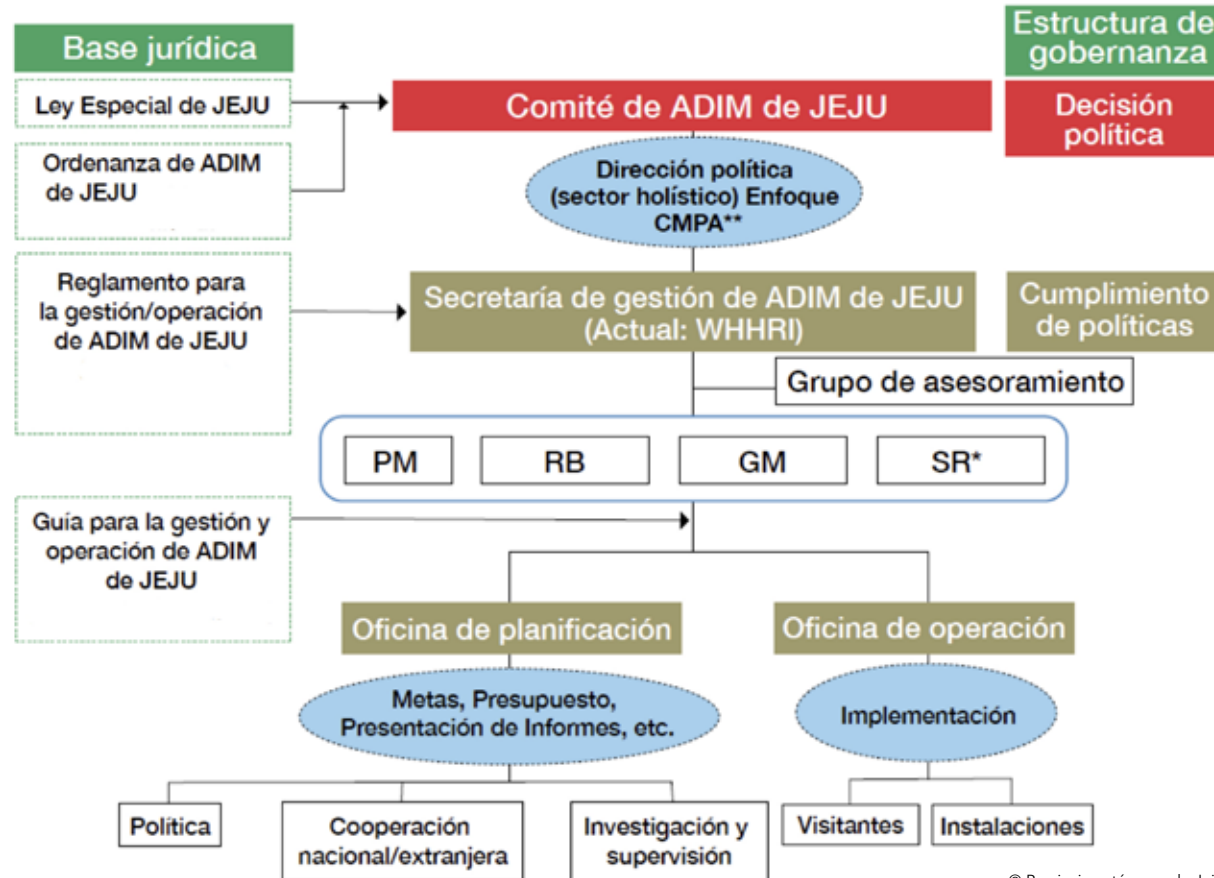 Base jurídica
Estructura de
gobernanza
Ley Especial de JEJU
Comité de ADIM de JEJU
Decisión
política
Ordenanza de ADIM
de JEJU
Dirección política
(sector holístico) Enfoque
CMPA**
Reglamento para
la gestión/operación
de ADIM de JEJU
Secretaría de gestión de ADIM de JEJU
(Actual: WHHRI)
Cumplimiento
de políticas
Grupo de asesoramiento
PM
RB
GM
SR*
Guía para la gestión y
operación de ADIM
de JEJU
Oficina de planificación
Oficina de operación
Metas, Presupuesto,
Presentación de Informes, etc.
Implementación
Política
Cooperación
nacional/extranjera
Investigación y
supervisión
Visitantes
Instalaciones